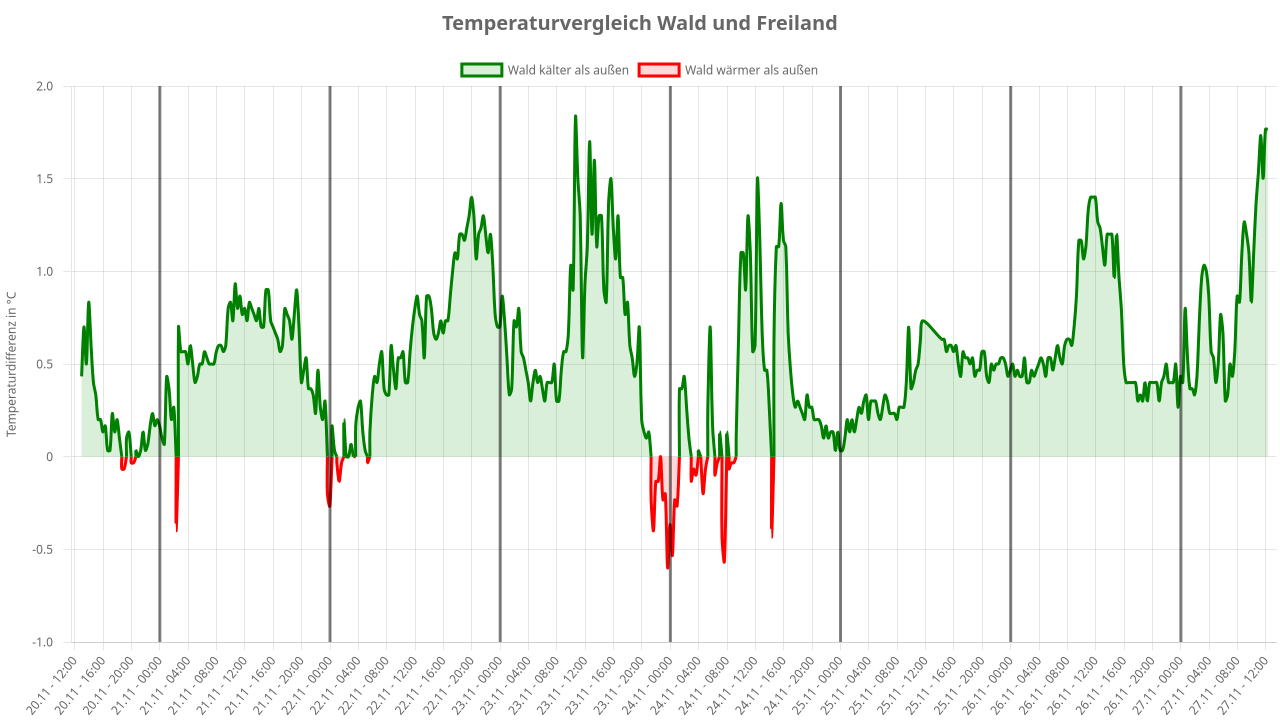 Temperaturvergleich Wald und Freiland
Wald kälter als außen
Wald wärmer als außen
Temperaturdifferenz in °C
2.0
1.5
1.0
0.5
0
-0.5
-1.0
20.11 - 12:00
20.11 - 16:00
20.11 - 20:00
21.11 - 00:00
21.11 - 04:00
21.11 - 08:00
21.11 - 12:00
21.11 - 16:00
21.11 - 20:00
22.11 - 00:00
22.11 - 04:00
22.11 - 08:00
22.11 - 12:00
22.11 - 16:00
22.11 - 20:00
23.11 - 00:00
23.11 - 04:00
23.11 - 08:00
23.11 - 12:00
23.11 - 16:00
23.11 - 20:00
24.11 - 00:00
24.11 - 04:00
24.11 - 08:00
24.11 - 12:00
24.11 - 16:00
24.11 - 20:00
25.11 - 00:00
25.11 - 04:00
25.11 - 08:00
25.11 - 12:00
25.11 - 16:00
25.11 - 20:00
26.11 - 00:00
26.11 - 04:00
26.11 - 08:00
26.11 - 12:00
26.11 - 16:00
26.11 - 20:00
27.11 - 00:00
27.11 - 04:00
27.11 - 08:00
27.11 - 12:00